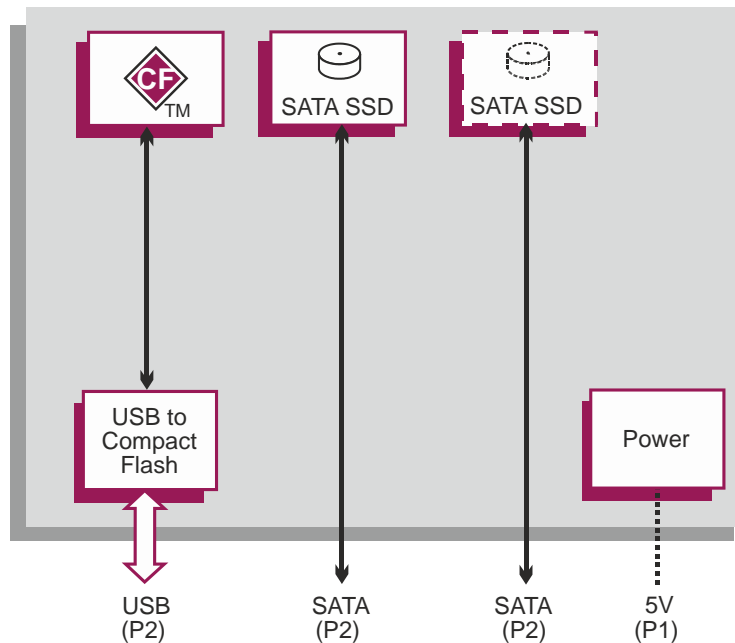 CF
TM
SATA SSD
SATA SSD
USB to
Compact
Flash
Power
USB
(P2)
SATA
(P2)
SATA
(P2)
5V
(P1)